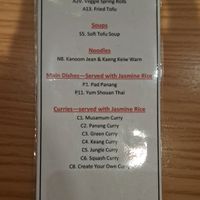 A29. Veggie Spring Rolls
A13. Fried Tofu
Soups
S5. Soft Tofu Soup
Noodles
N8. Kanoom Jean & Kaeng Keiw Warn
Main Dishes—Served with Jasmine Rice
P1. Pad Panang
P11. Yum Shouan Thai
Curries—served with Jasmine Rice
C1. Musamum Curry
C2. Panang Curry
C3. Green Curry
C4. Keang Curry
C5. Jungle Curry
C6. Squash Curry
C8. Create Your Own Curry